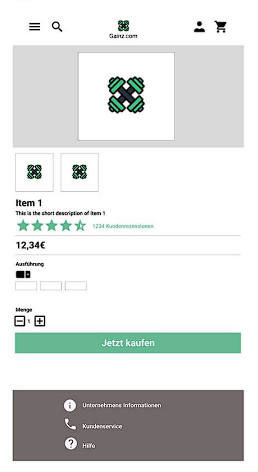 Gainz.com
Item 1
This is the short description of item 1
1234 Kundenrezensionen
12,34€
Ausführung
Menge
1
Jetzt kaufen
Unternehmens Informationen
Kundenservice
Hilfe